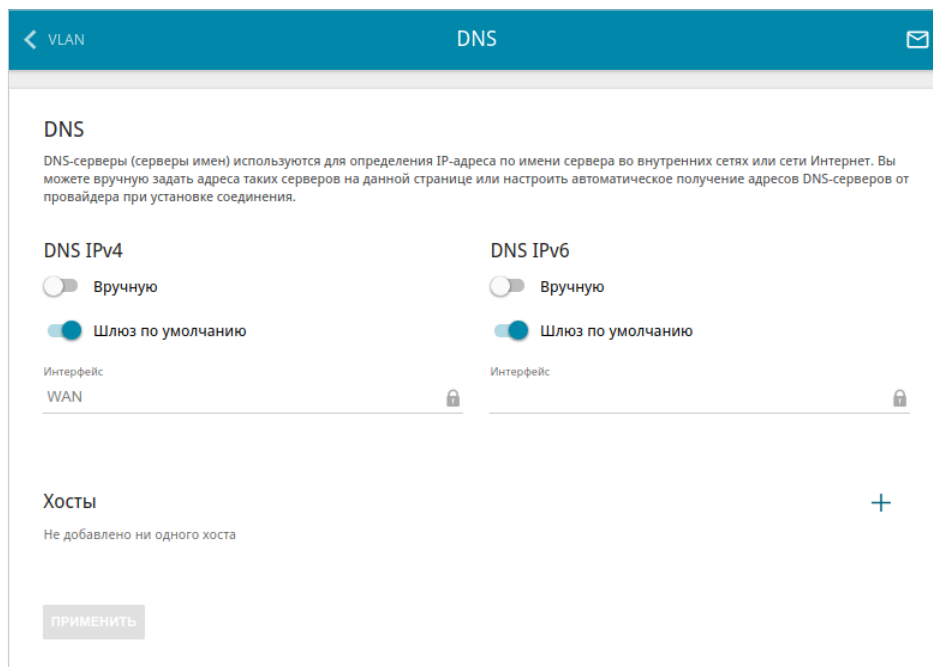 VLAN
DNS
DNS
DNS-серверы (серверы имен) используются для определения IP-адреса по имени сервера во внутренних сетях или сети Интернет. Вы
можете вручную задать адреса таких серверов на данной странице или настроить автоматическое получение адресов DNS-серверов от
провайдера при установке соединения.
DNS IPv4
Вручную
Шлюз по умолчанию
Интерфейс
WAN
DNS IPv6
Вручную
Шлюз по умолчанию
Интерфейс
Хосты
Не добавлено ни одного хоста
ПРИМЕНИТЬ